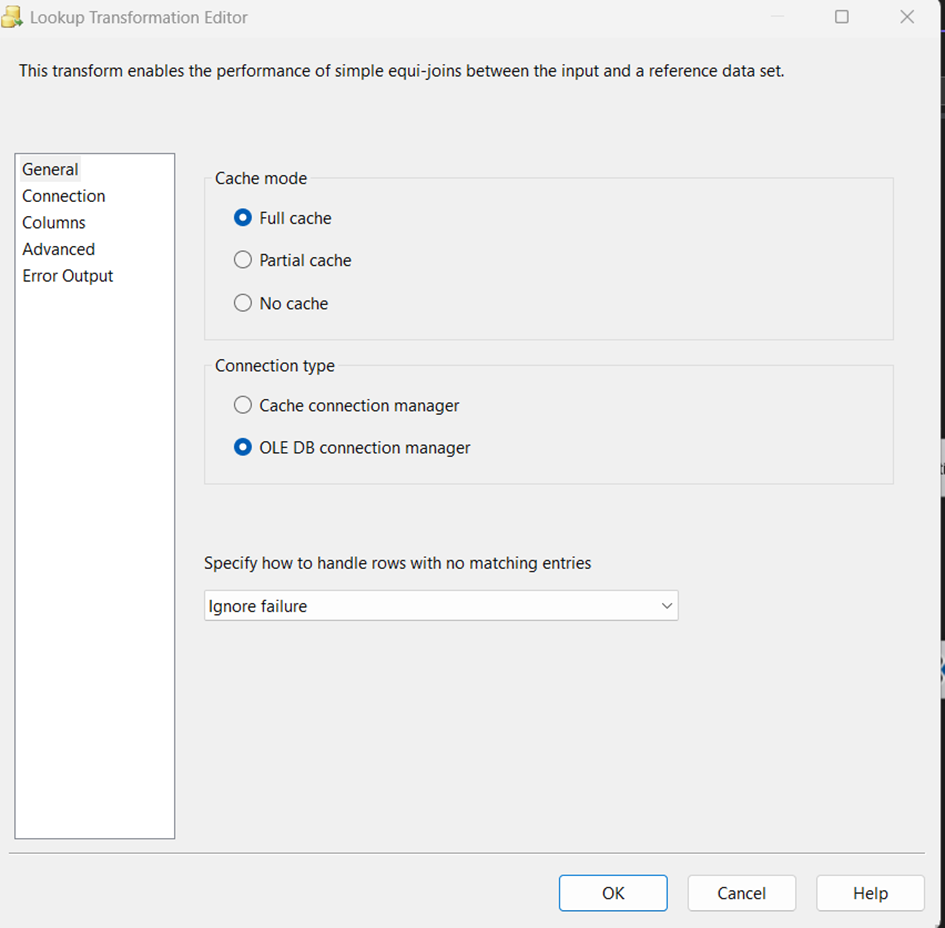 Lookup Transformation Editor
This transform enables the performance of simple equi-joins between the input and a reference data set.
General
Connection
Columns
Advanced
Error Output
Cache mode
Full cache
Partial cache
No cache
Connection type
Cache connection manager
OLE DB connection manager
Specify how to handle rows with no matching entries
Ignore failure
OK
Cancel
Help